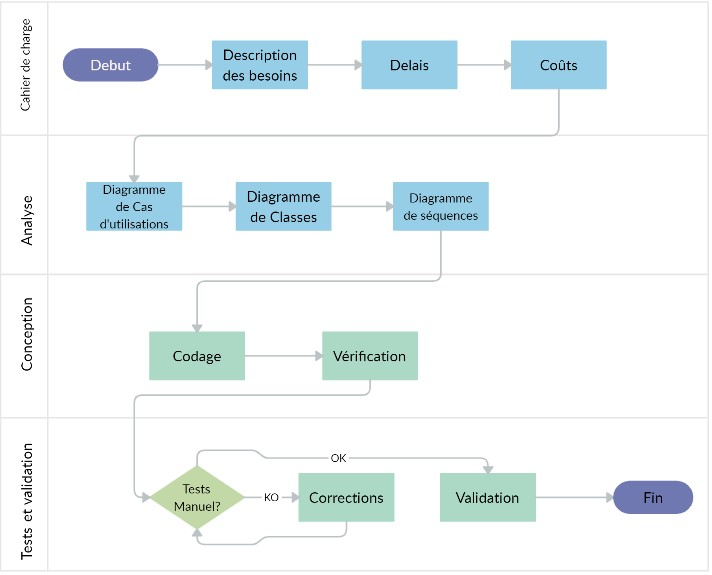 Cahier de charge
Debut
Description
des besoins
Delais
Coûts
Analyse
Diagramme
de Cas
d'utilisations
Diagramme
de Classes
Diagramme
de séquences
Conception
Codage
Vérification
Tests et validation
OK
Tests
Manuel?
KO
Corrections
Validation
Fin